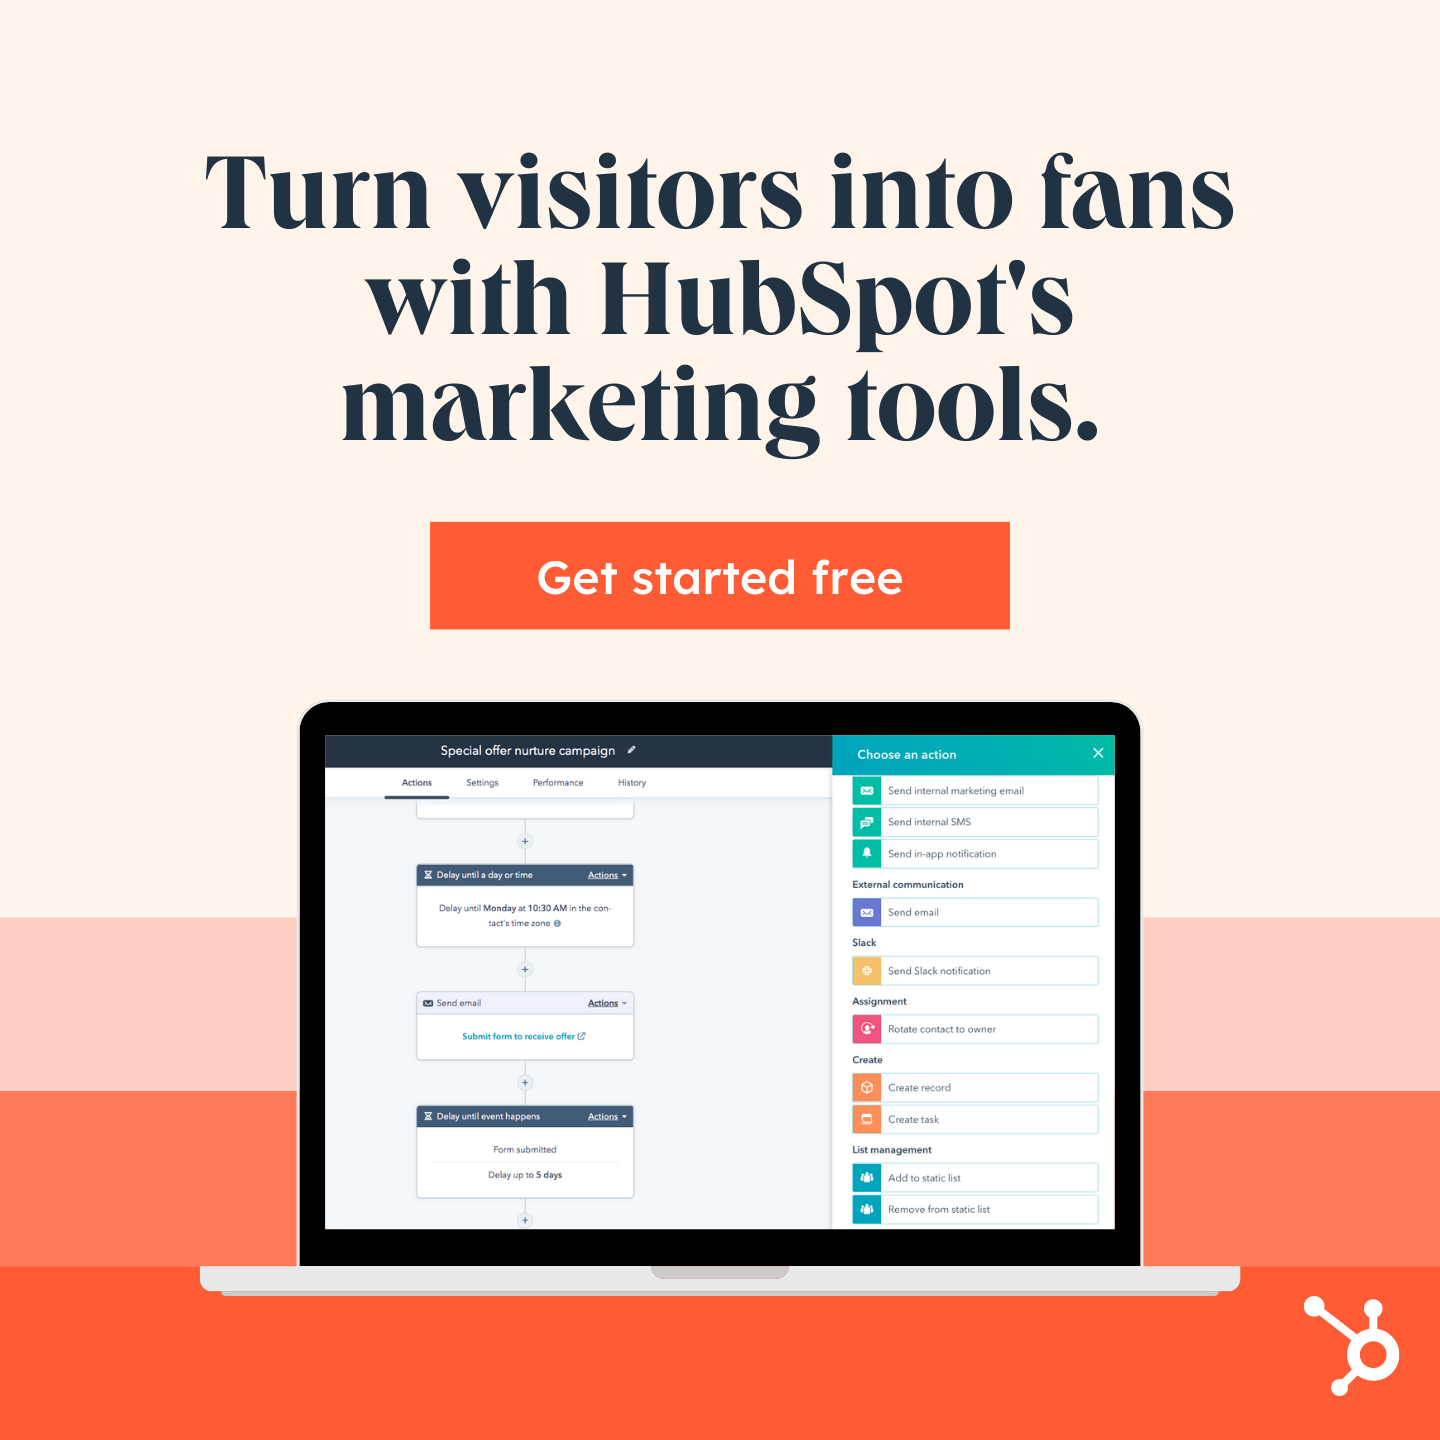 Turn visitors into fans
with HubSpot's
marketing tools.
Get started free
Special offer nurture campaign
Actions
Settings
Performance
History
Delay until a day or time
Actions
Delay until Monday at 10:30 AM in the con-
tact's time zone
Send email
Actions
Submit form to receive offer
Delay until event happens
Actions
Form submitted
Delay up to 5 days
Choose an action
Send internal marketing email
Send internal SMS
Send in-app notification
External communication
Send email
Slack
Send Slack notification
Assignment
Rotate contact to owner
Create
Create record
Create task
List management
Add to static list
Remove from static list